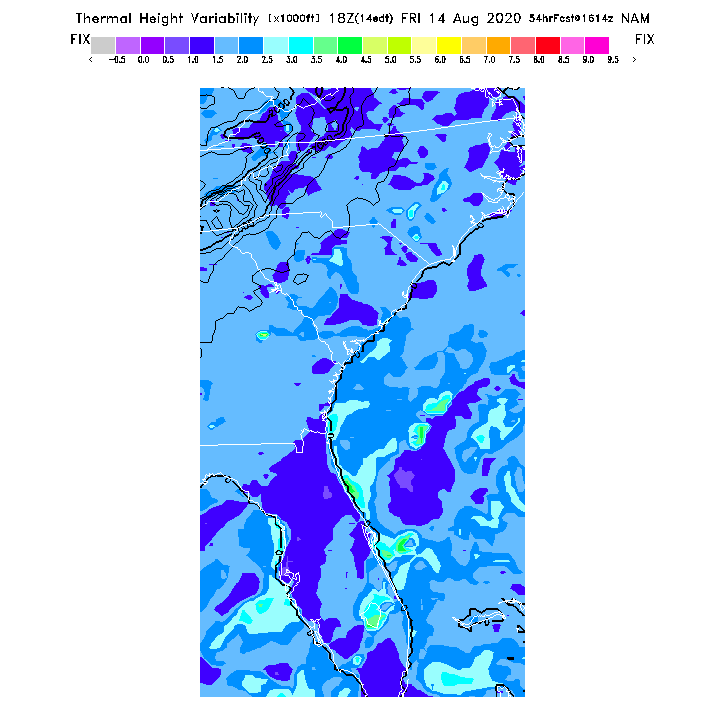 Thermal Height Variability [x1000ft] 18Z(14edt) FRI 14 Aug 2020 54hrFcst@1614z NAM
FIX FIX
< -0.5 0.0 0.5 1.0 1.5 2.0 2.5 3.0 3.5 4.0 4.5 5.0 5.5 6.0 6.5 7.0 7.5 8.0 8.5 9.0 9.5 >